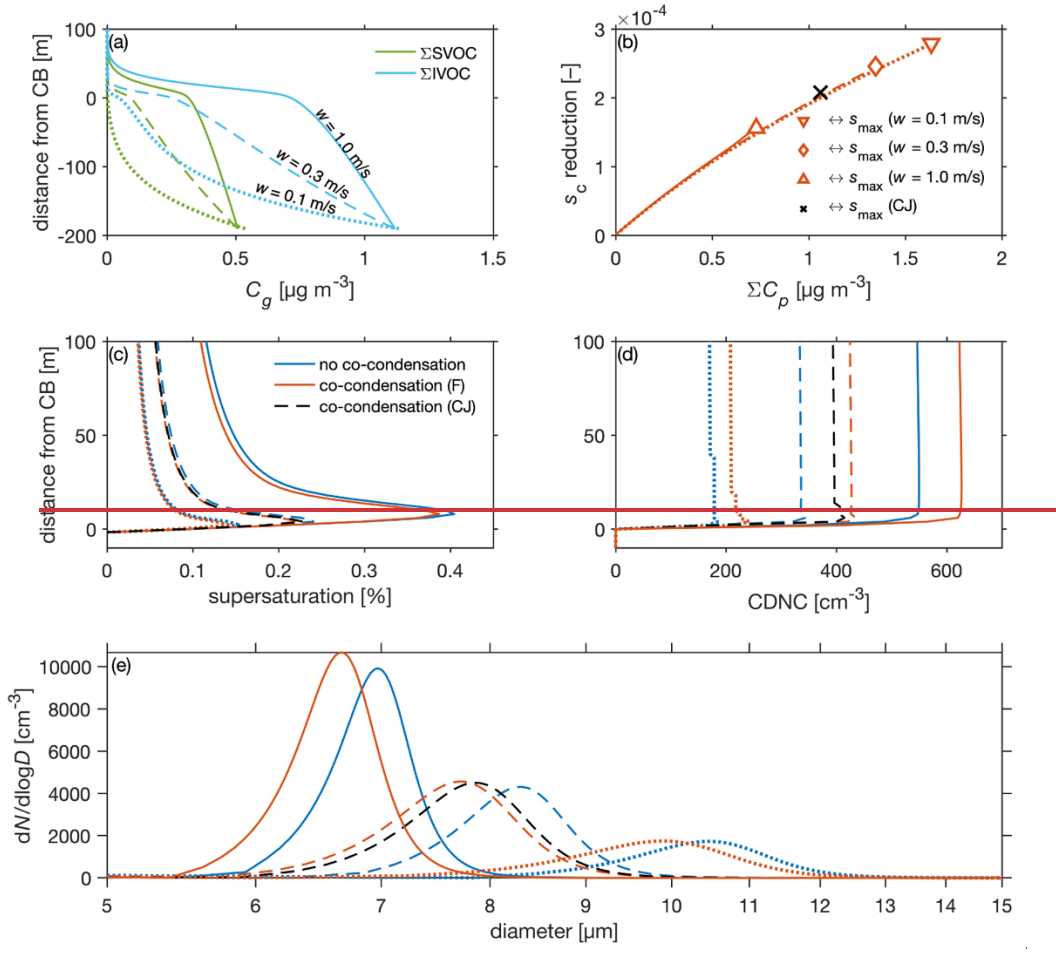 ×10⁻⁴
100
0
-100
-200
distance from CB [m]
(a)
ΣSVOC
ΣIVOC
w = 1.0 m/s
w = 0.3 m/s
w = 0.1 m/s
0
0.5
1
1.5
C_g [µg m⁻³]
3
2
1
0
s_c reduction [–]
(b)
↔ s_max (w = 0.1 m/s)
↔ s_max (w = 0.3 m/s)
↔ s_max (w = 1.0 m/s)
↔ s_max (CJ)
0
0.5
1
1.5
2
ΣC_p [µg m⁻³]
100
50
0
distance from CB [m]
(c)
no co-condensation
co-condensation (F)
co-condensation (CJ)
0
0.1
0.2
0.3
0.4
supersaturation [%]
100
50
0
(d)
0
200
400
600
CDNC [cm⁻³]
10000
8000
6000
4000
2000
0
dN/dlogD [cm⁻³]
(e)
5
6
7
8
9
10
11
12
13
14
15
diameter [µm]